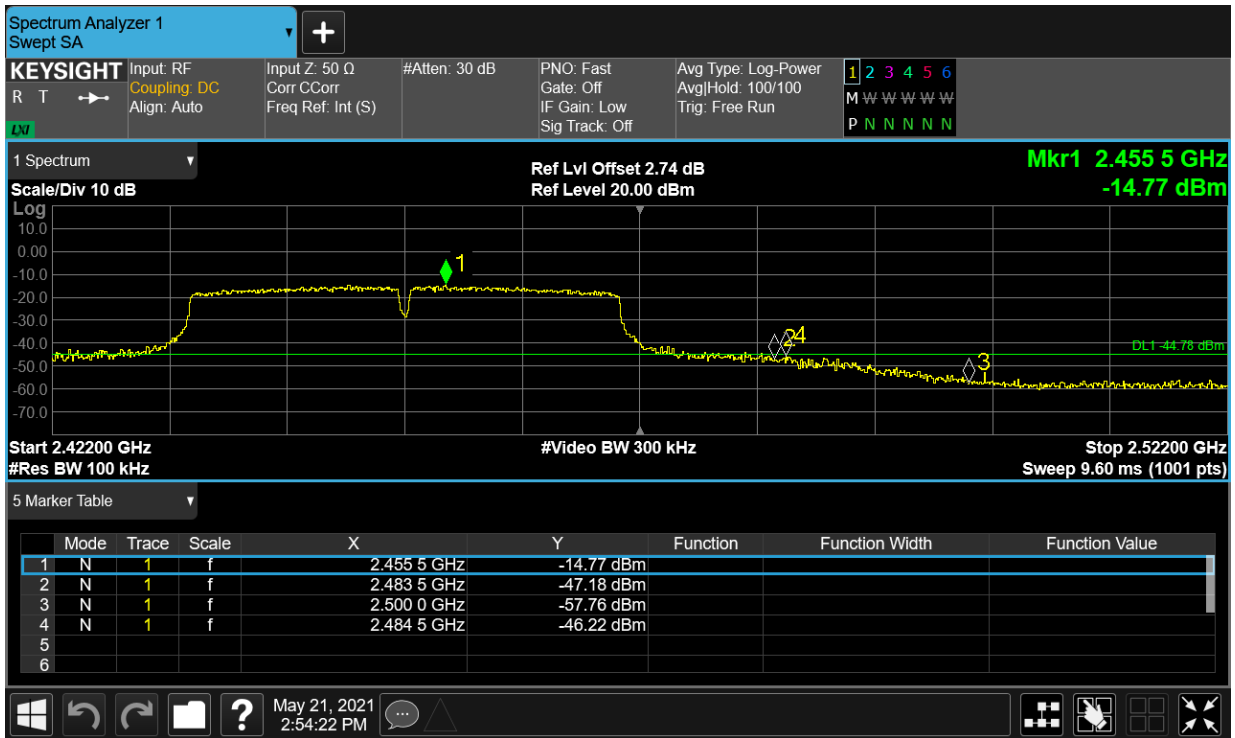 Spectrum Analyzer 1
Swept SA
+
KEYSIGHT
R T
LXI
Input: RF
Coupling: DC
Align: Auto
Input Z: 50 Ω
Corr CCorr
Freq Ref: Int (S)
#Atten: 30 dB
PNO: Fast
Gate: Off
IF Gain: Low
Sig Track: Off
Avg Type: Log-Power
Avg|Hold: 100/100
Trig: Free Run
1 2 3 4 5 6
M W W W W W
P N N N N N
1 Spectrum
Scale/Div 10 dB
Ref Lvl Offset 2.74 dB
Ref Level 20.00 dBm
Mkr1 2.455 5 GHz
-14.77 dBm
Log
10.0
0.00
-10.0
-20.0
-30.0
-40.0
-50.0
-60.0
-70.0
1
2
4
3
DL1 -44.78 dBm
Start 2.42200 GHz
#Res BW 100 kHz
#Video BW 300 kHz
Stop 2.52200 GHz
Sweep 9.60 ms (1001 pts)
5 Marker Table
Mode Trace Scale X Y Function Function Width Function Value
1 N 1 f 2.455 5 GHz -14.77 dBm
2 N 1 f 2.483 5 GHz -47.18 dBm
3 N 1 f 2.500 0 GHz -57.76 dBm
4 N 1 f 2.484 5 GHz -46.22 dBm
5
6
?
May 21, 2021
2:54:22 PM
...